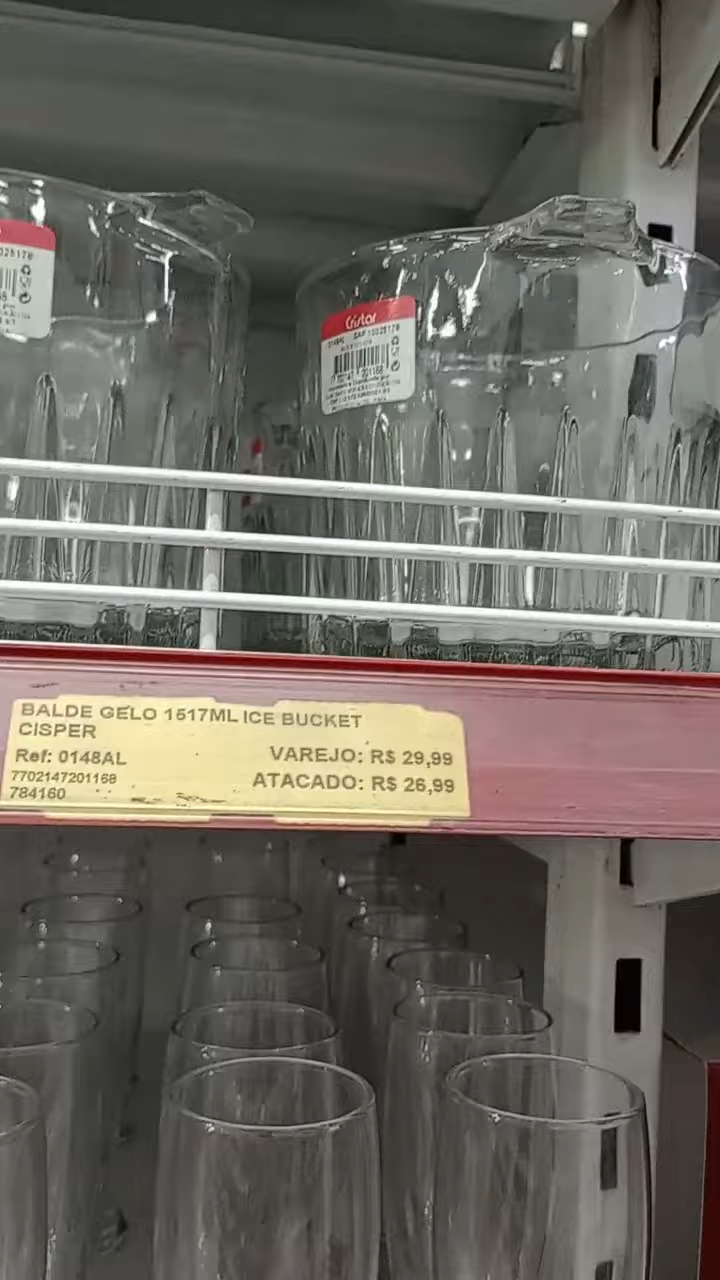 Cristar
BALDE GELO 1517ML ICE BUCKET
CISPER
Ref: 0148AL
VAREJO: R$ 29,99
7702147201168
ATACADO: R$ 26,99
784160